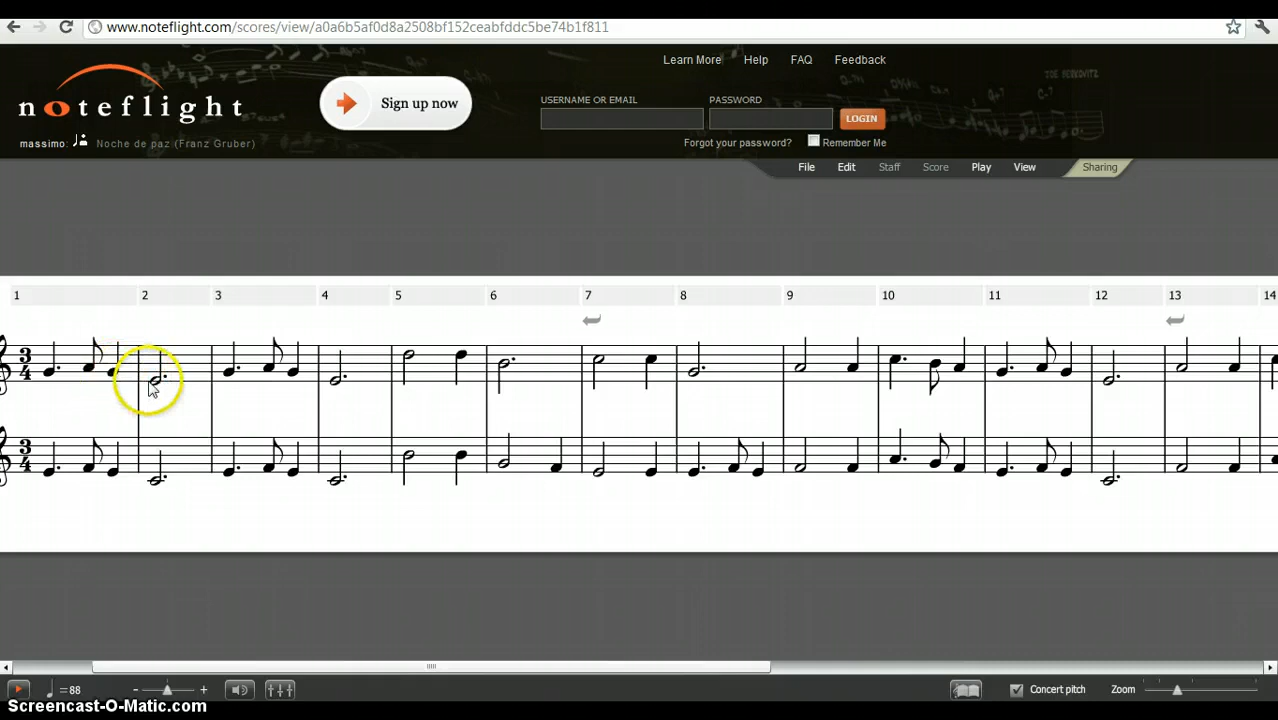 www.noteflight.com/scores/view/a0a6b5af0d8a2508bf152ceabfddc5be74b1f811
Learn More Help FAQ Feedback
JOE BERKOVITZ
noteflight
Sign up now
USERNAME OR EMAIL PASSWORD
LOGIN
massimo: Noche de paz (Franz Gruber)
Forgot your password? Remember Me
File Edit Staff Score Play View Sharing
1 2 3 4 5 6 7 8 9 10 11 12 13 14
3 4
3 4
=88 - + Concert pitch Zoom
Screencast-O-Matic.com